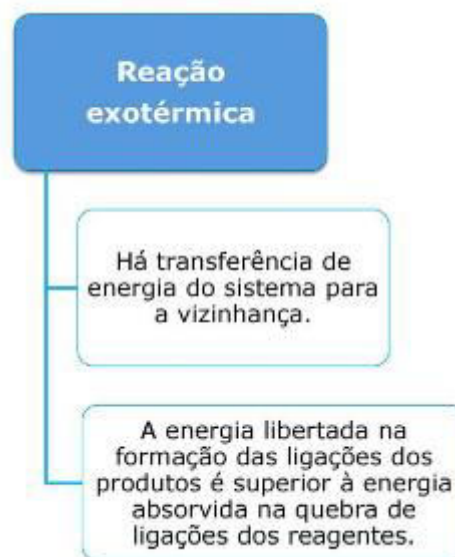 Reação
exotérmica
Há transferência de
energia do sistema para
a vizinhança.
A energia libertada na
formação das ligações dos
produtos é superior à energia
absorvida na quebra de
ligações dos reagentes.